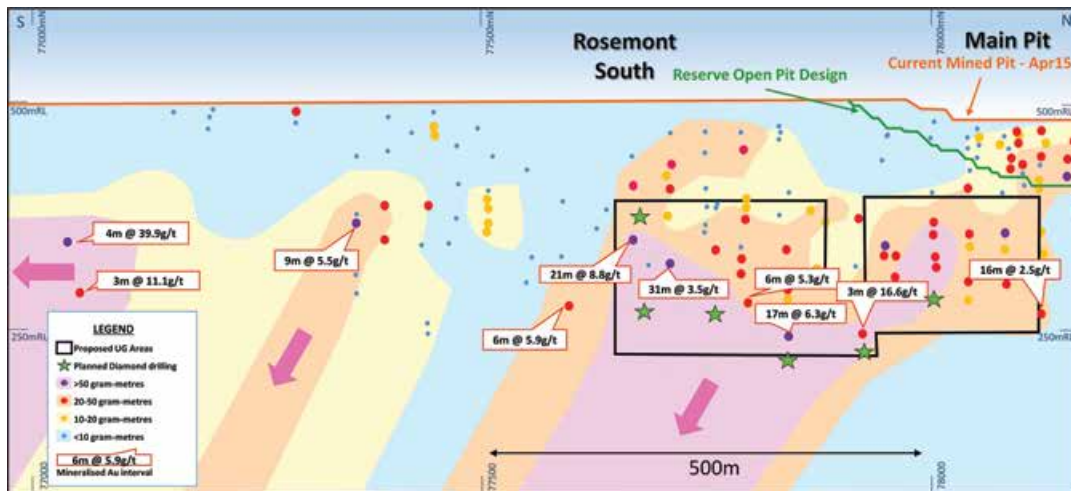 S
N
77000mN
77500mN
78000mN
Rosemont
South
Main Pit
Current Mined Pit - Apr15
Reserve Open Pit Design
500mRL
500mRL
4m @ 39.9g/t
3m @ 11.1g/t
9m @ 5.5g/t
21m @ 8.8g/t
31m @ 3.5g/t
6m @ 5.3g/t
3m @ 16.6g/t
16m @ 2.5g/t
17m @ 6.3g/t
6m @ 5.9g/t
250mRL
250mRL
LEGEND
Proposed UG Areas
Planned Diamond drilling
>50 gram-metres
20-50 gram-metres
10-20 gram-metres
<10 gram-metres
6m @ 5.9g/t
Mineralised Au interval
500m
77000
77500
78000